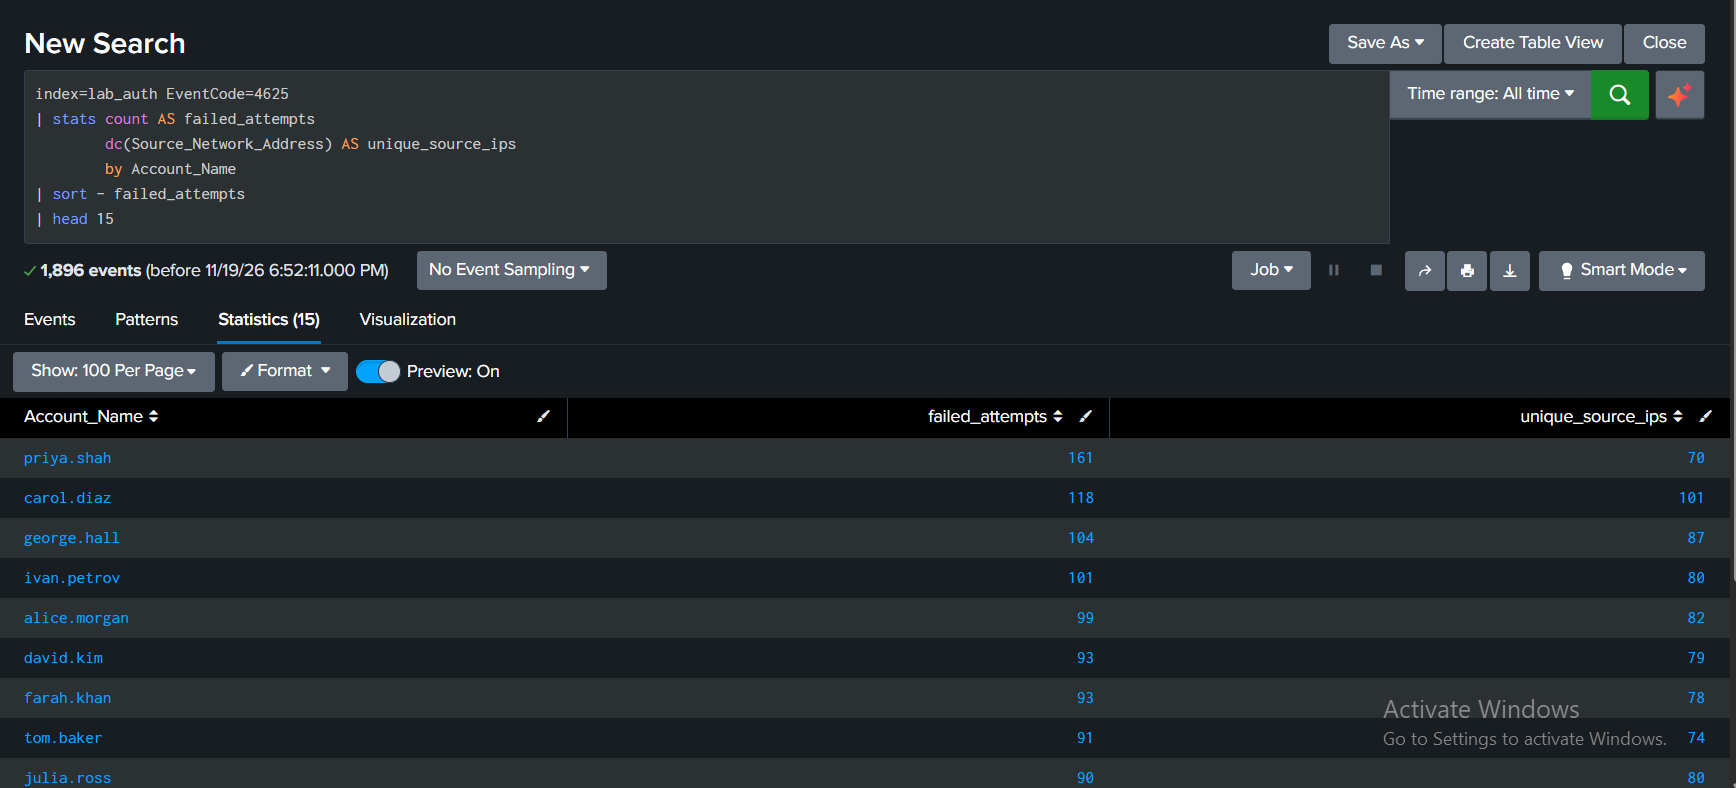 New Search
Save As
Create Table View
Close
index=lab_auth EventCode=4625
| stats count AS failed_attempts
dc(Source_Network_Address) AS unique_source_ips
by Account_Name
| sort - failed_attempts
| head 15
Time range: All time
1,896 events (before 11/19/26 6:52:11.000 PM)
No Event Sampling
Job
Smart Mode
Events
Patterns
Statistics (15)
Visualization
Show: 100 Per Page
Format
Preview: On
Account_Name failed_attempts unique_source_ips
priya.shah 161 70
carol.diaz 118 101
george.hall 104 87
ivan.petrov 101 80
alice.morgan 99 82
david.kim 93 79
farah.khan 93 78
tom.baker 91 74
julia.ross 90 80
Activate Windows
Go to Settings to activate Windows.